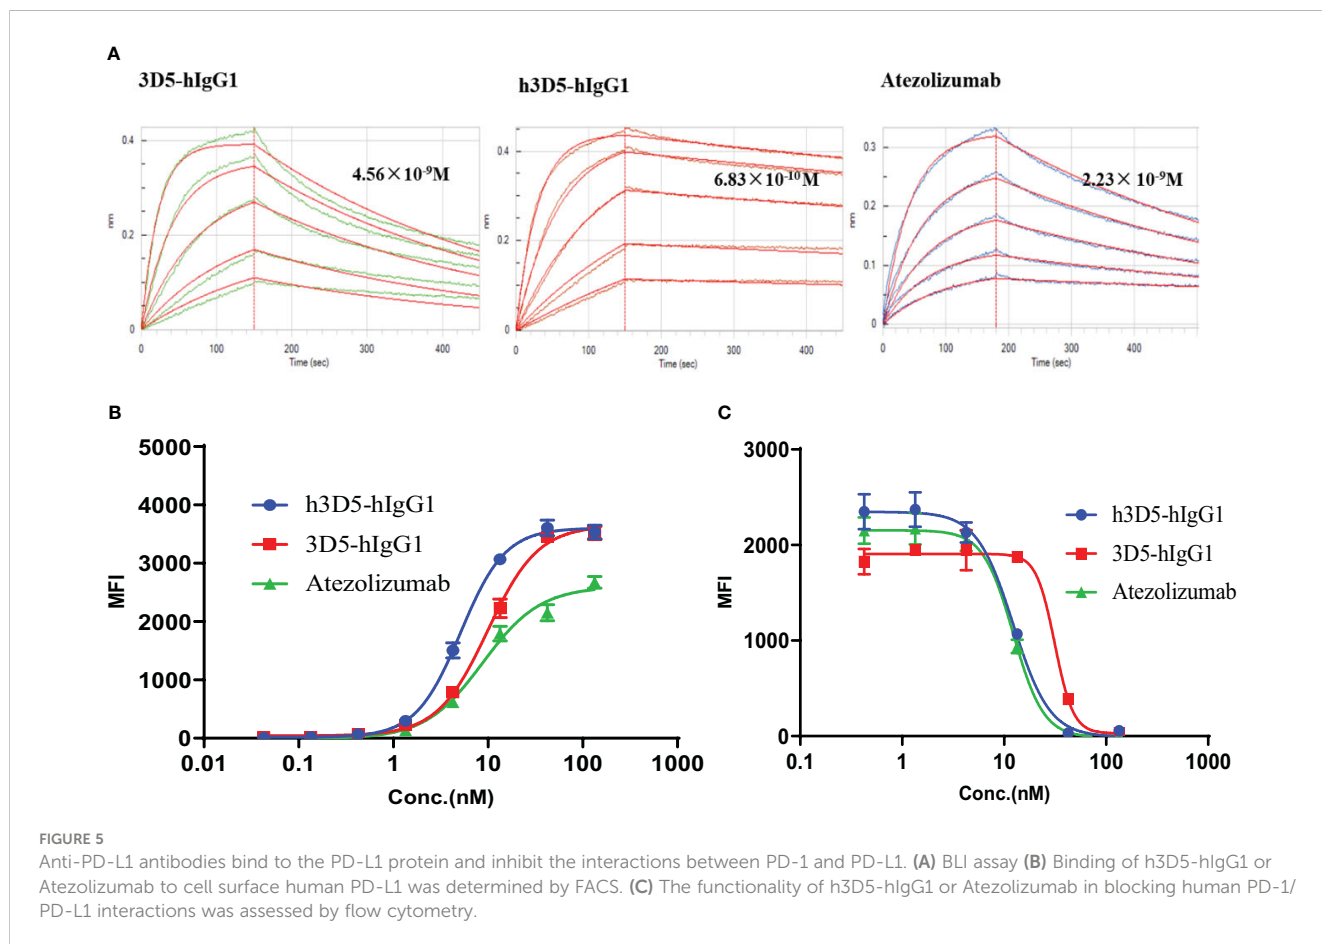 A
3D5-hIgG1
h3D5-hIgG1
Atezolizumab
0.4
0.2
0
nm
4.56×10⁻⁹M
0 100 200 300 400
Time (sec)
0.4
0.2
0
nm
6.83×10⁻¹⁰M
0 100 200 300 400
Time (sec)
0.3
0.2
0.1
0
nm
2.23×10⁻⁹M
0 100 200 300 400
Time (sec)
B
5000
4000
3000
2000
1000
0
MFI
h3D5-hIgG1
3D5-hIgG1
Atezolizumab
0.01 0.1 1 10 100 1000
Conc.(nM)
C
3000
2000
1000
0
MFI
h3D5-hIgG1
3D5-hIgG1
Atezolizumab
0.1 1 10 100 1000
Conc.(nM)
FIGURE 5
Anti-PD-L1 antibodies bind to the PD-L1 protein and inhibit the interactions between PD-1 and PD-L1. (A) BLI assay (B) Binding of h3D5-hIgG1 or
Atezolizumab to cell surface human PD-L1 was determined by FACS. (C) The functionality of h3D5-hIgG1 or Atezolizumab in blocking human PD-1/
PD-L1 interactions was assessed by flow cytometry.